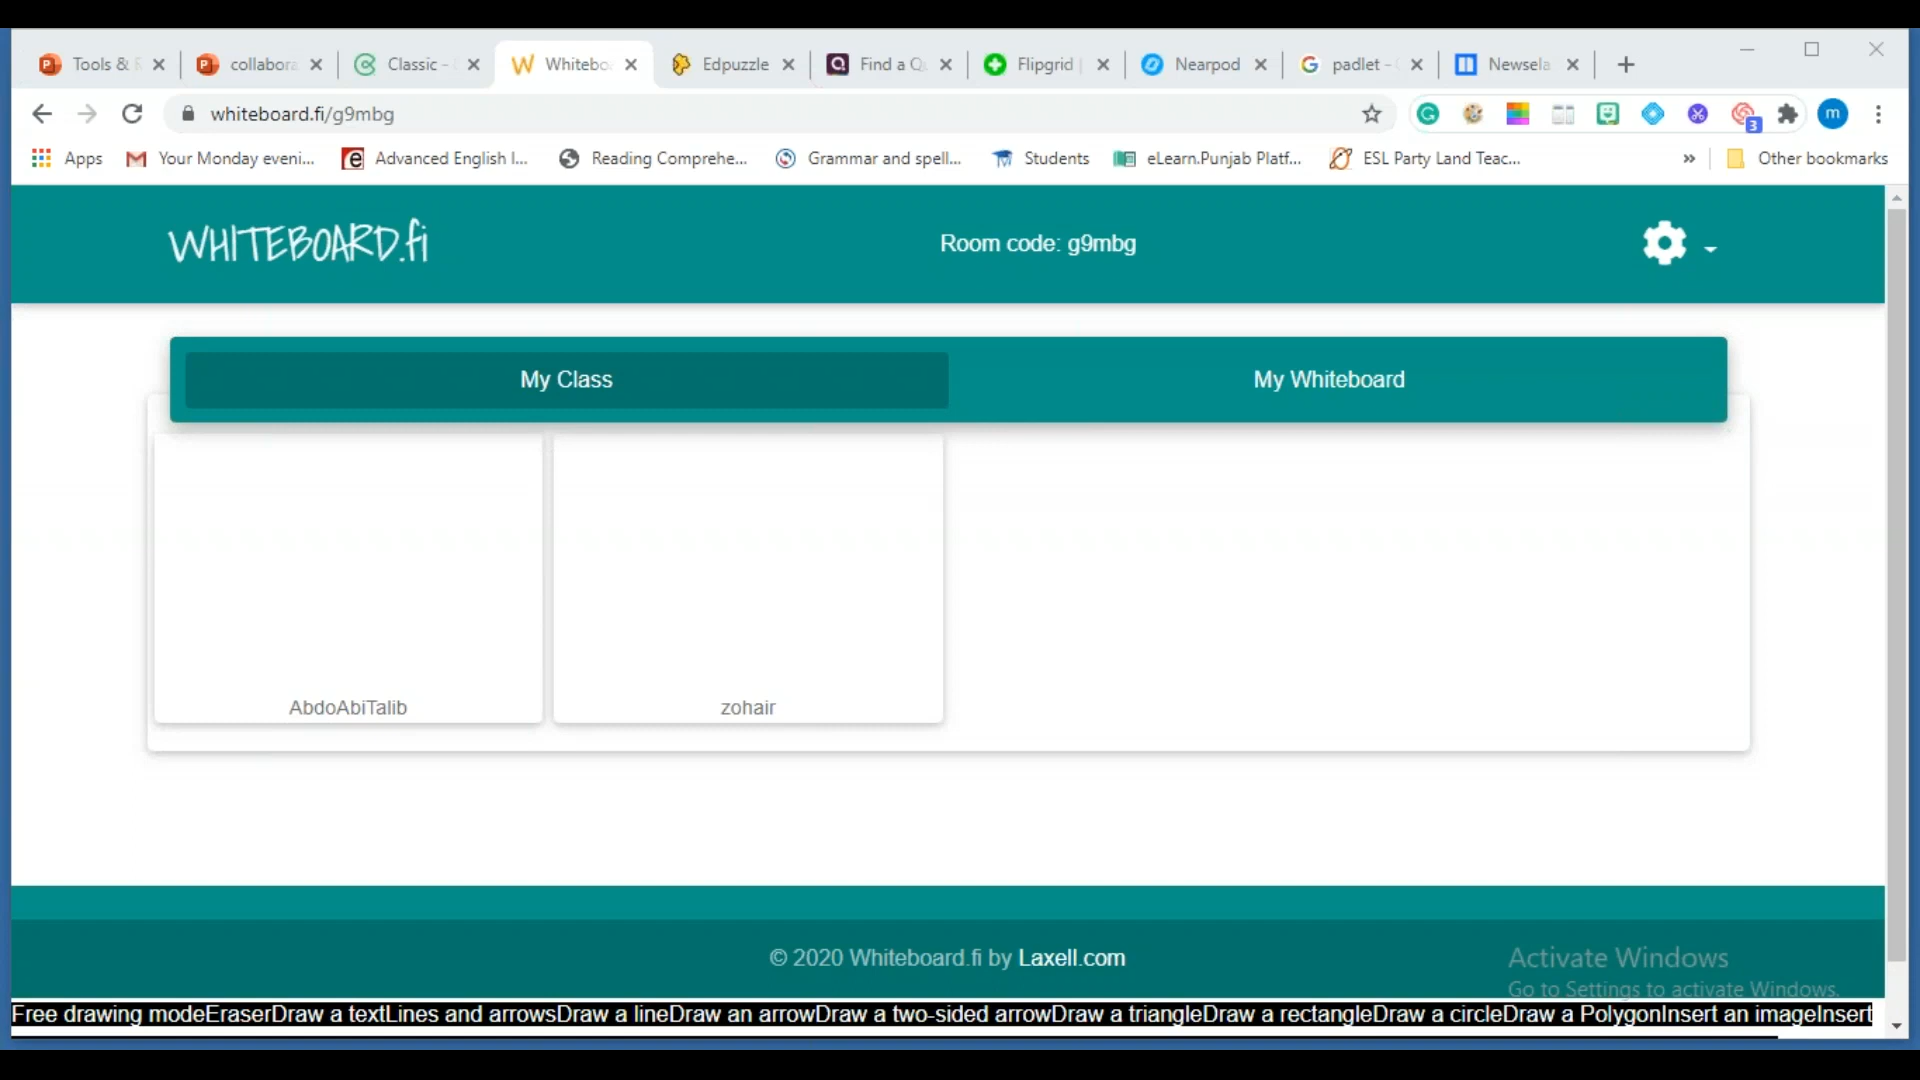 Tools & Collabora Classic - Whitebo Edpuzzle Find a Q Flipgrid Nearpod padlet - Newsela
whiteboard.fi/g9mbg m 3
Apps Your Monday eveni... Advanced English I... Reading Comprehe... Grammar and spell... Students eLearn.Punjab Platf... ESL Party Land Teac... » Other bookmarks
WHITEBOARD.fi Room code: g9mbg
My Class My Whiteboard
AbdoAbiTalib zohair
© 2020 Whiteboard.fi by Laxell.com
Activate Windows
Go to Settings to activate Windows.
Free drawing modeEraserDraw a textLines and arrowsDraw a lineDraw an arrowDraw a two-sided arrowDraw a triangleDraw a rectangleDraw a circleDraw a PolygonInsert an imageInsert